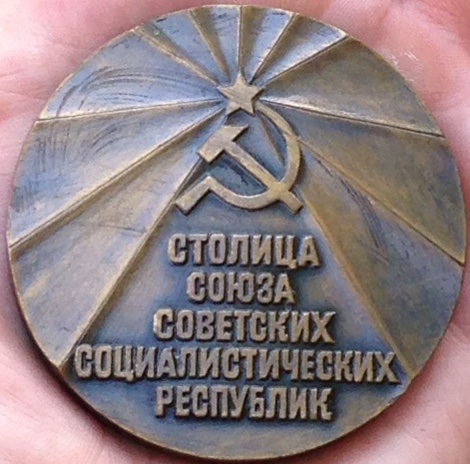 СТОЛИЦА
СОЮЗА
СОВЕТСКИХ
СОЦИАЛИСТИЧЕСКИХ
РЕСПУБЛИК